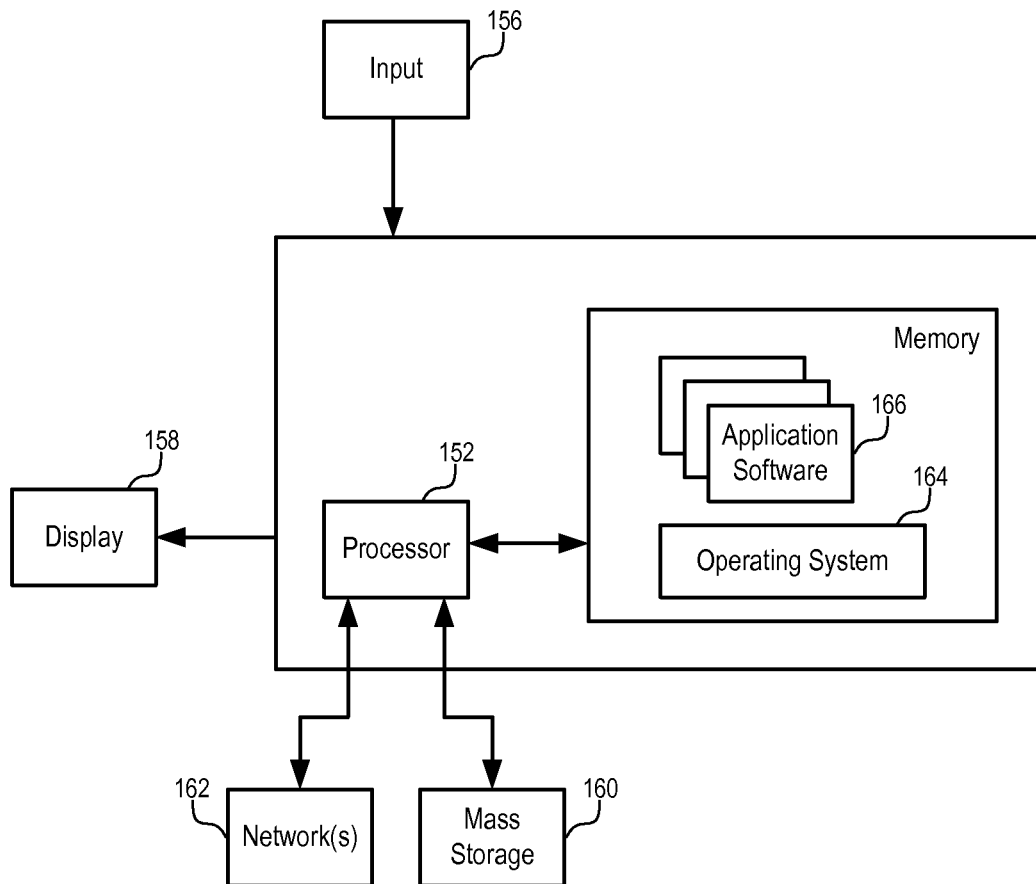 156
Input
Memory
166
Application
Software
158
152
164
Display
Processor
Operating System
162
160
Network(s)
Mass
Storage